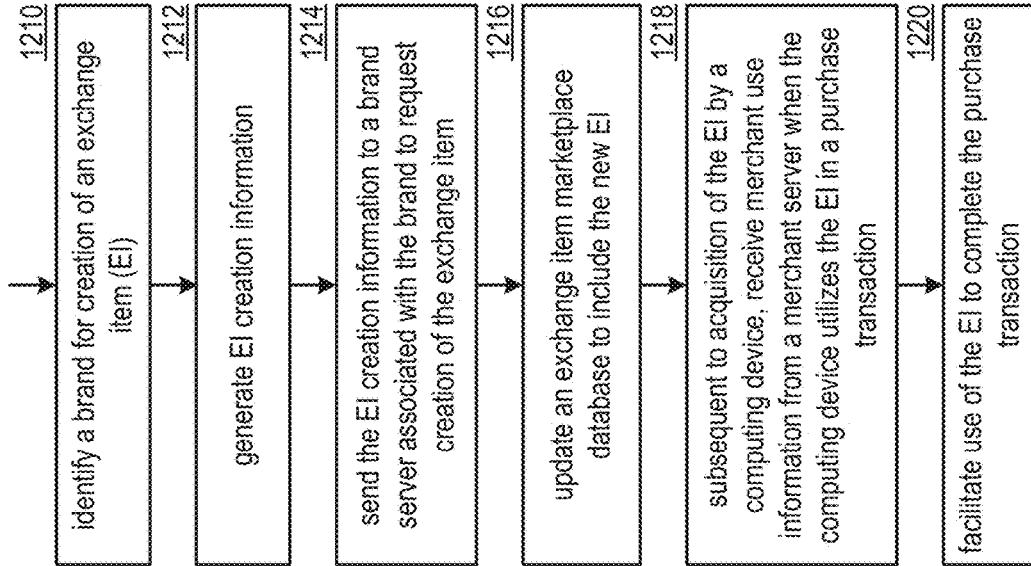 1210
identify a brand for creation of an exchange
item (EI)
1212
generate EI creation information
1214
send the EI creation information to a brand
server associated with the brand to request
creation of the exchange item
1216
update an exchange item marketplace
database to include the new EI
1218
subsequent to acquisition of the EI by a
computing device, receive merchant use
information from a merchant server when the
computing device utilizes the EI in a purchase
transaction
1220
facilitate use of the EI to complete the purchase
transaction